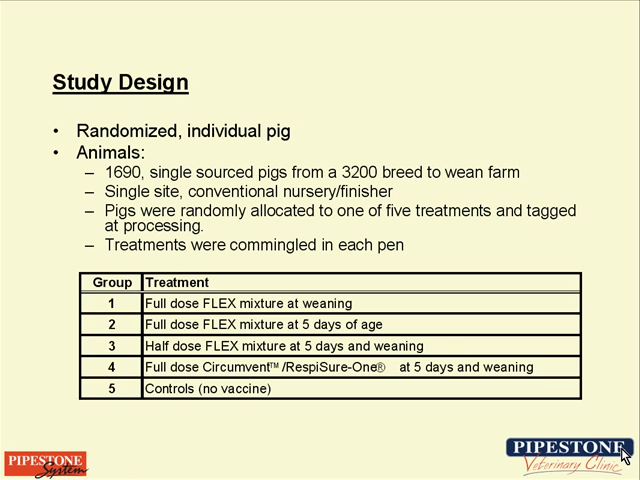 Study Design
• Randomized, individual pig
• Animals:
– 1690, single sourced pigs from a 3200 breed to wean farm
– Single site, conventional nursery/finisher
– Pigs were randomly allocated to one of five treatments and tagged
at processing.
– Treatments were commingled in each pen
Group Treatment
1 Full dose FLEX mixture at weaning
2 Full dose FLEX mixture at 5 days of age
3 Half dose FLEX mixture at 5 days and weaning
4 Full dose Circumvent™ /RespiSure-One® at 5 days and weaning
5 Controls (no vaccine)
PIPESTONE
System
PIPESTONE
Veterinary Clinic